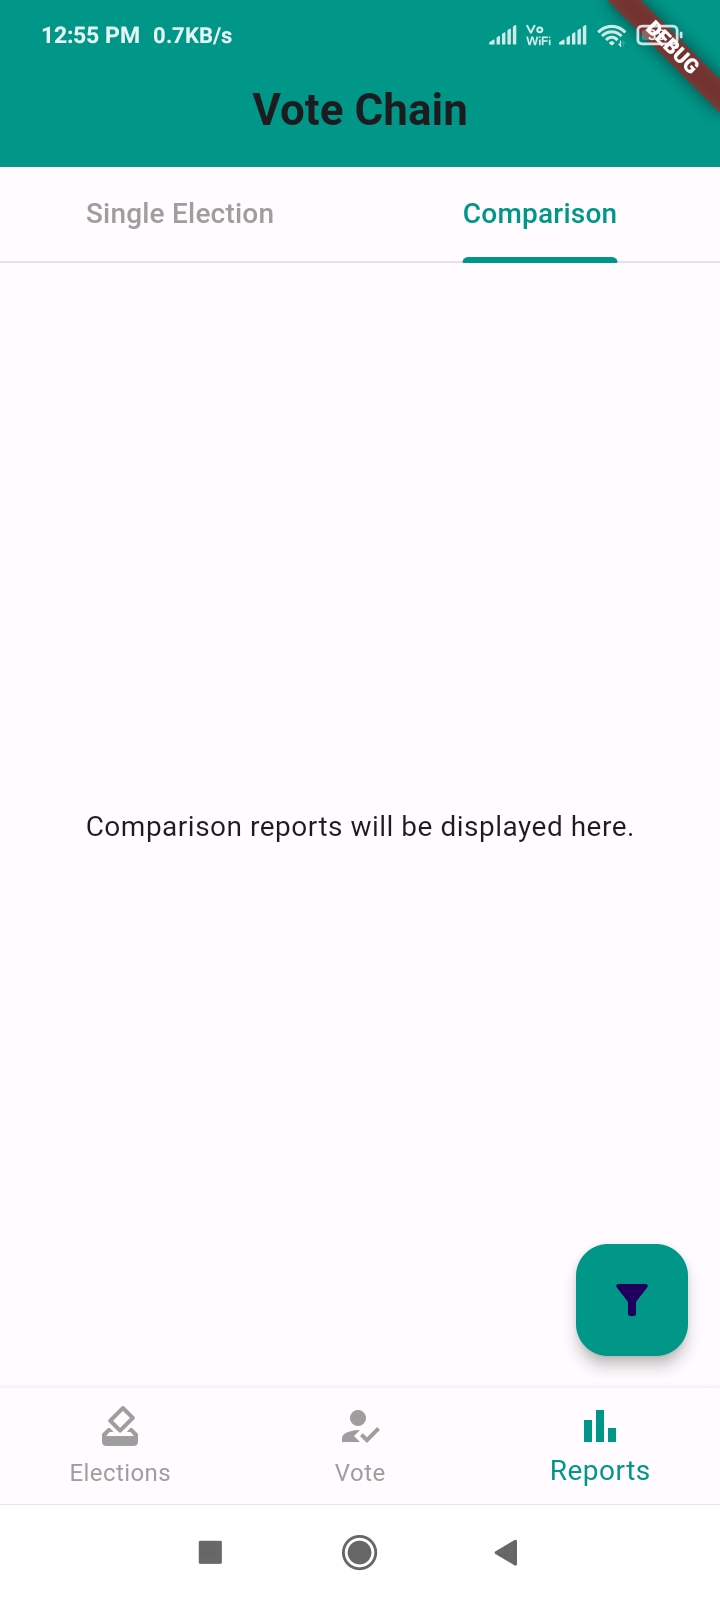 12:55 PM 0.7KB/s Vo WiFi DEBUG
Vote Chain
Single Election Comparison
Comparison reports will be displayed here.
Elections Vote Reports